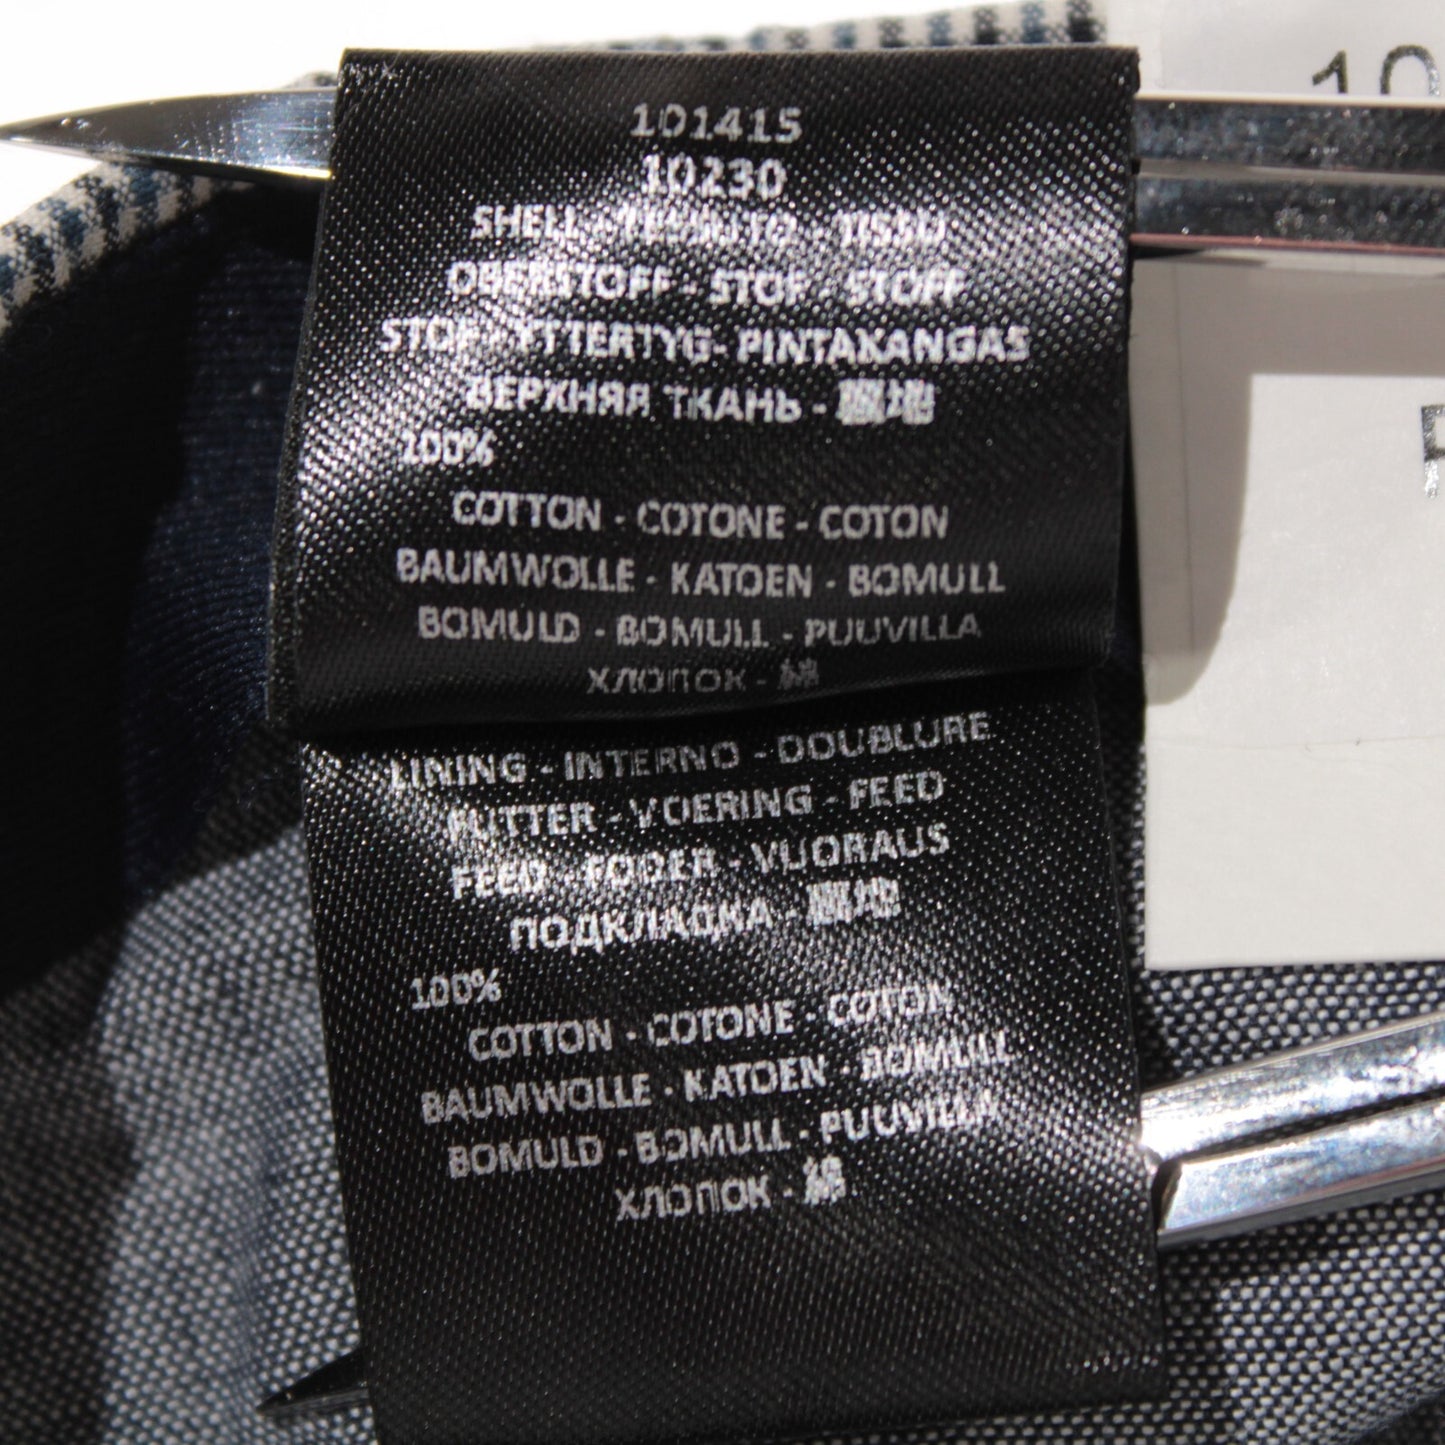 101415
10230
SHELL - TESSUTO - TISSU
OBERSTOFF - STOF - STOFF
STOF - YTTERTYG- PINTAKANGAS
ВЕРХНЯЯ ТКАНЬ -
100%
COTTON - COTONE - COTON
BAUMWOLLE - KATOEN - BOMULL
BOMULD - BOMULL - PUUVILLA
ХЛОПОК - 綿
LINING - INTERNO - DOUBLURE
FUTTER - VOERING - FEED
FEED - FODER - VUORAUS
ПОДКЛАДКА -
100%
COTTON - COTONE - COTON
BAUMWOLLE - KATOEN - BOMULL
BOMULD - BOMULL - PUUVILLA
ХЛОПОК - 綿
10